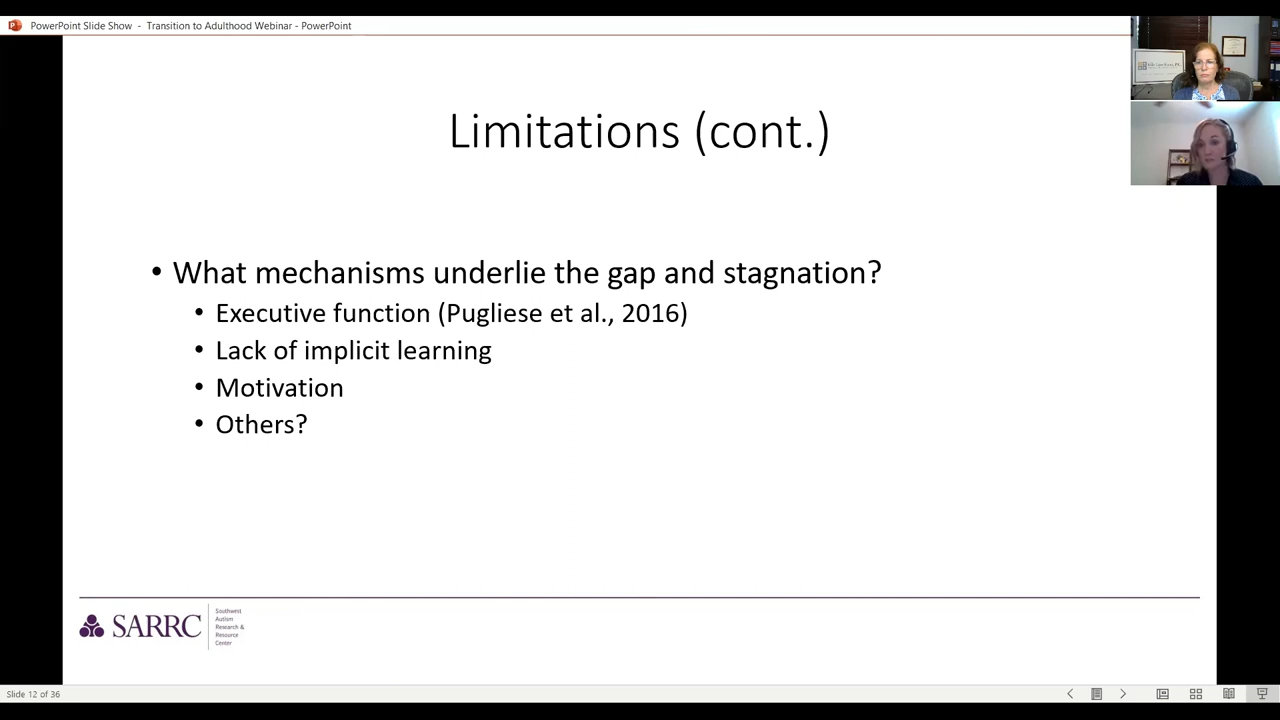 PowerPoint Slide Show - Transition to Adulthood Webinar - PowerPoint
Limitations (cont.)
• What mechanisms underlie the gap and stagnation?
• Executive function (Pugliese et al., 2016)
• Lack of implicit learning
• Motivation
• Others?
SARRC
Southwest
Autism
Research &
Resource
Center
Slide 12 of 36